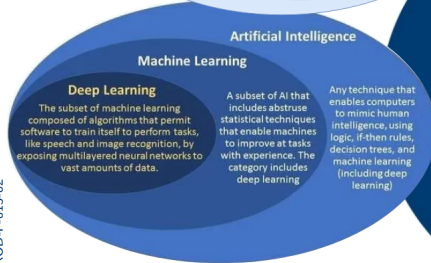 Artificial Intelligence
Machine Learning
Deep Learning
The subset of machine learning
composed of algorithms that permit
software to train itself to perform tasks,
like speech and image recognition, by
exposing multilayered neural networks to
vast amounts of data.
A subset of AI that
includes abstruse
statistical techniques
that enable machines
to improve at tasks
with experience. The
category includes
deep learning
Any technique that
enables computers
to mimic human
intelligence, using
logic, if-then rules,
decision trees, and
machine learning
(including deep
learning)